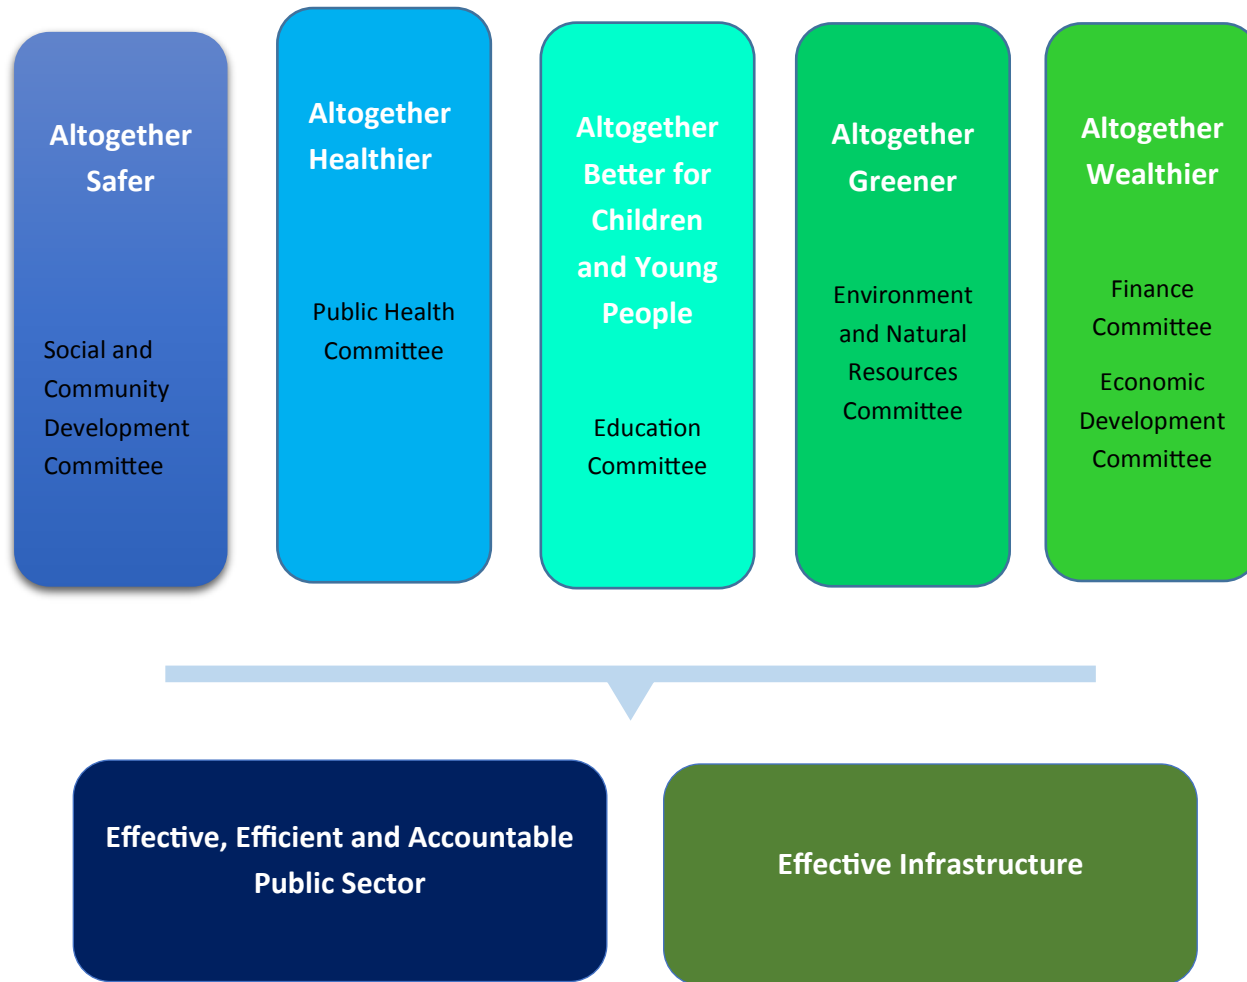 Altogether
Safer
Social and
Community
Development
Committee
Altogether
Healthier
Public Health
Committee
Altogether
Better for
Children
and Young
People
Education
Committee
Altogether
Greener
Environment
and Natural
Resources
Committee
Altogether
Wealthier
Finance
Committee
Economic
Development
Committee
Effective, Efficient and Accountable
Public Sector
Effective Infrastructure